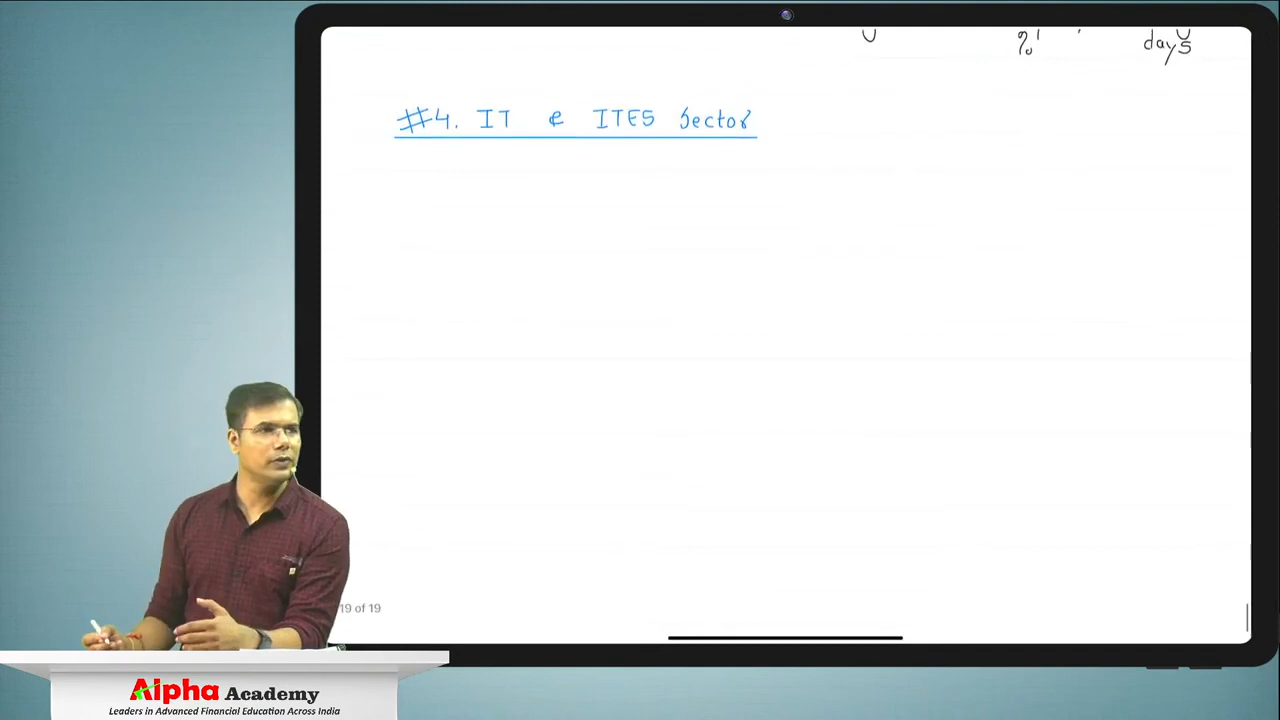 % days
#4. IT & ITES Sector
19 of 19
Alpha Academy
Leaders in Advanced Financial Education Across India